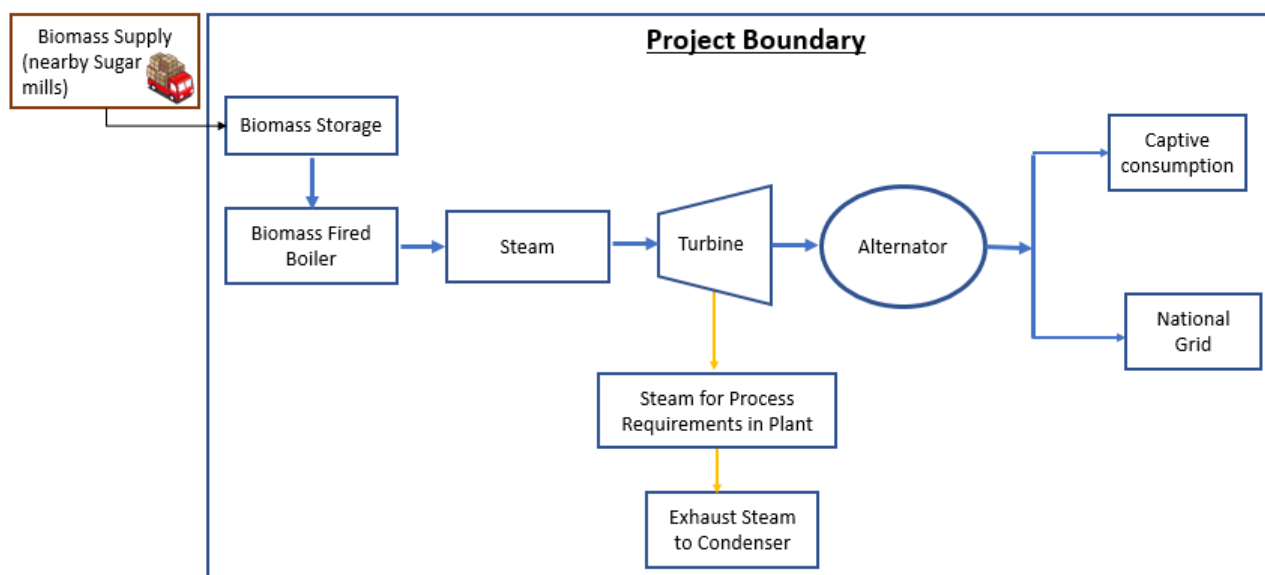 Biomass Supply
(nearby Sugar
mills)
Project Boundary
Biomass Storage
Captive
consumption
Biomass Fired
Boiler
Steam
Turbine
Alternator
National
Grid
Steam for Process
Requirements in Plant
Exhaust Steam
to Condenser